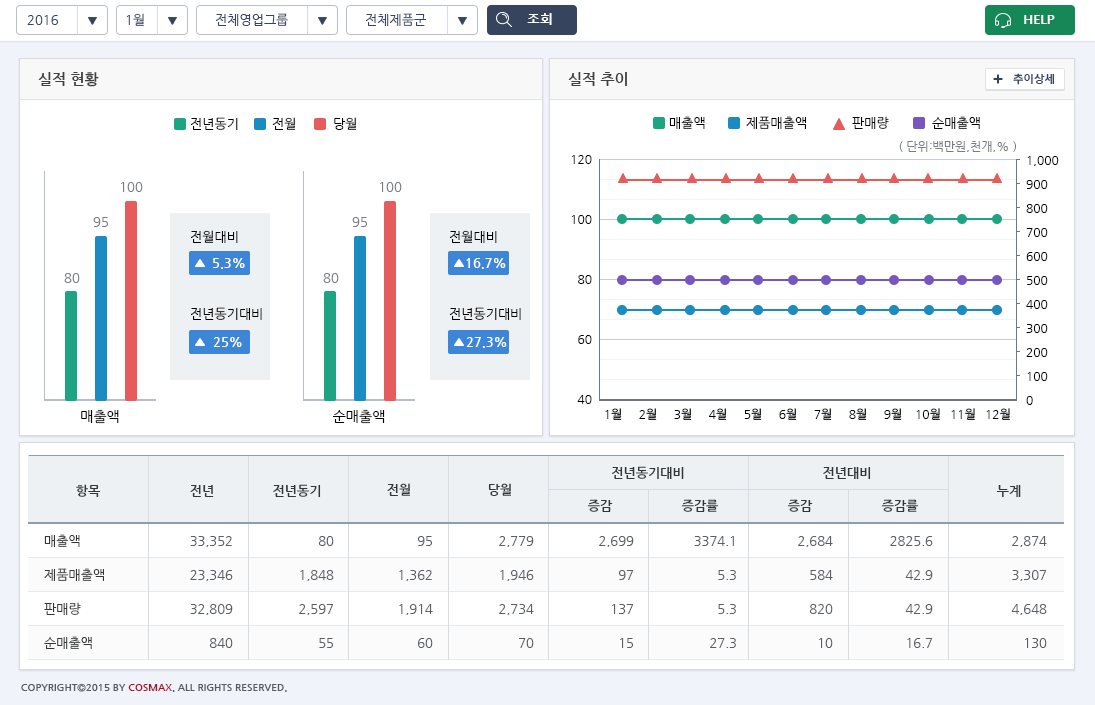 2016 ▼ 1월 ▼ 전체영업그룹 ▼ 전체제품군 ▼ 조회 HELP
실적 현황
전년동기 전월 당월
80 95 100
매출액
전월대비
▲ 5.3%
전년동기대비
▲ 25%
80 95 100
순매출액
전월대비
▲16.7%
전년동기대비
▲27.3%
실적 추이 + 추이상세
매출액 제품매출액 판매량 순매출액
( 단위:백만원,천개,% )
120
100
80
60
40
1,000
900
800
700
600
500
400
300
200
100
0
1월 2월 3월 4월 5월 6월 7월 8월 9월 10월 11월 12월
항목 전년 전년동기 전월 당월 전년동기대비 전년대비 누계
증감 증감률 증감 증감률
매출액 33,352 80 95 2,779 2,699 3374.1 2,684 2825.6 2,874
제품매출액 23,346 1,848 1,362 1,946 97 5.3 584 42.9 3,307
판매량 32,809 2,597 1,914 2,734 137 5.3 820 42.9 4,648
순매출액 840 55 60 70 15 27.3 10 16.7 130
COPYRIGHT©2015 BY COSMAX. ALL RIGHTS RESERVED.